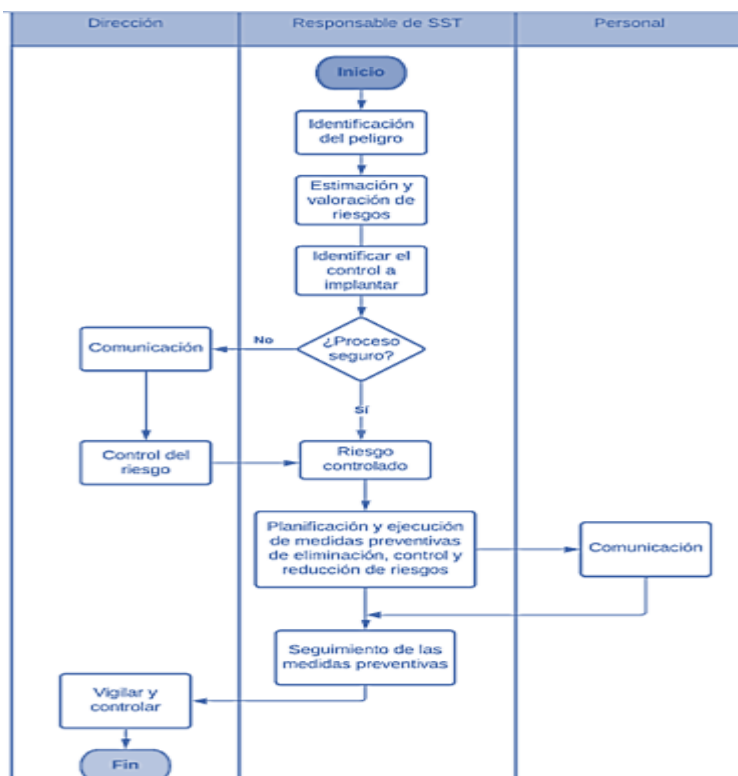 Dirección
Responsable de SST
Personal
Inicio
Identificación
del peligro
Estimación y
valoración de
riesgos
Identificar el
control a
implantar
¿Proceso
seguro?
No
Comunicación
Sí
Control del
riesgo
Riesgo
controlado
Planificación y ejecución
de medidas preventivas
de eliminación, control y
reducción de riesgos
Comunicación
Seguimiento de las
medidas preventivas
Vigilar y
controlar
Fin